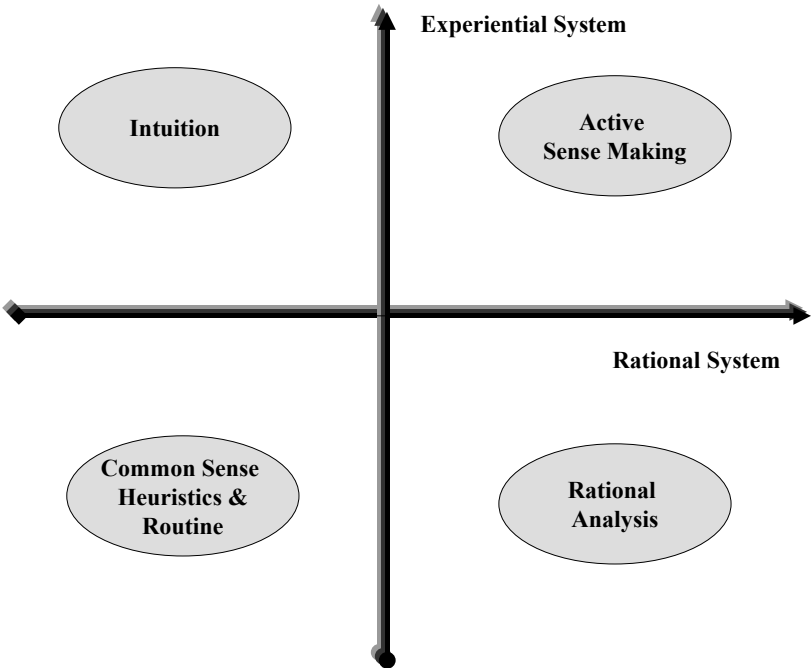 Experiential System
Intuition
Active
Sense Making
Rational System
Common Sense
Heuristics &
Routine
Rational
Analysis